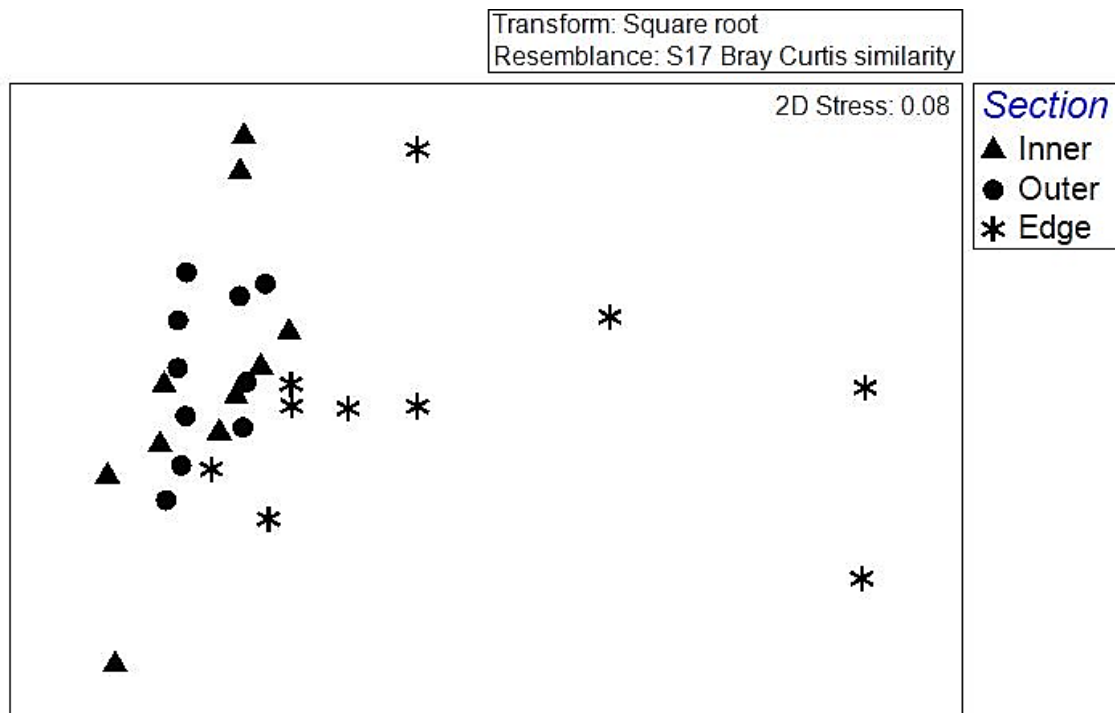 Transform: Square root
Resemblance: S17 Bray Curtis similarity
2D Stress: 0.08
Section
Inner
Outer
Edge